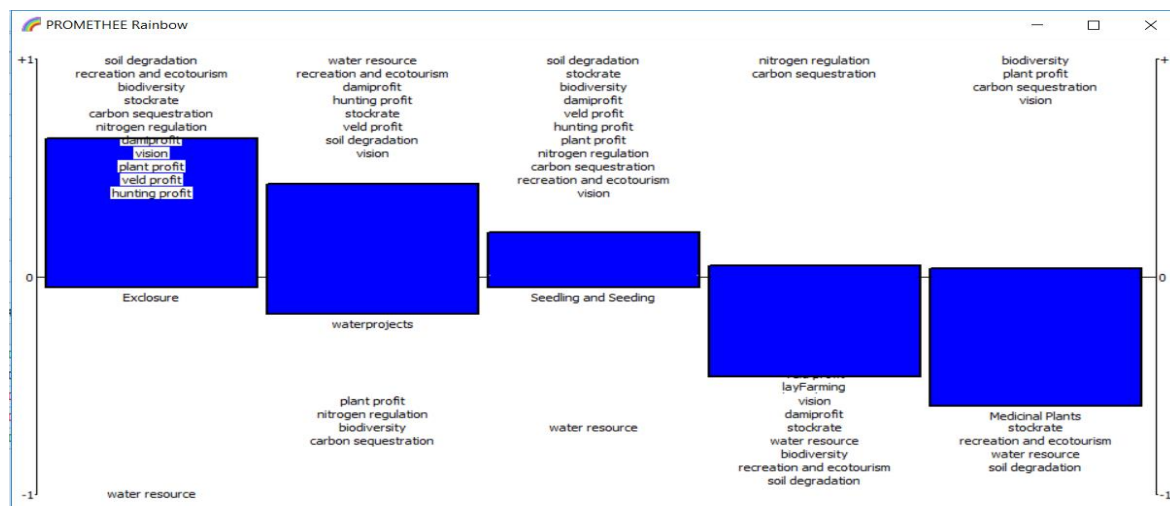 PROMETHEE Rainbow
+1
soil degradation
recreation and ecotourism
biodiversity
stockrate
carbon sequestration
nitrogen regulation
damiprofit
vision
plant profit
veld profit
hunting profit
0
Exclosure
water resource
-1
water resource
recreation and ecotourism
damiprofit
hunting profit
stockrate
veld profit
soil degradation
vision
waterprojects
plant profit
nitrogen regulation
biodiversity
carbon sequestration
soil degradation
stockrate
biodiversity
damiprofit
veld profit
hunting profit
plant profit
nitrogen regulation
carbon sequestration
recreation and ecotourism
vision
Seedling and Seeding
water resource
nitrogen regulation
carbon sequestration
layFarming
vision
damiprofit
stockrate
water resource
biodiversity
recreation and ecotourism
soil degradation
biodiversity
plant profit
carbon sequestration
vision
Medicinal Plants
stockrate
recreation and ecotourism
water resource
soil degradation
0
-1